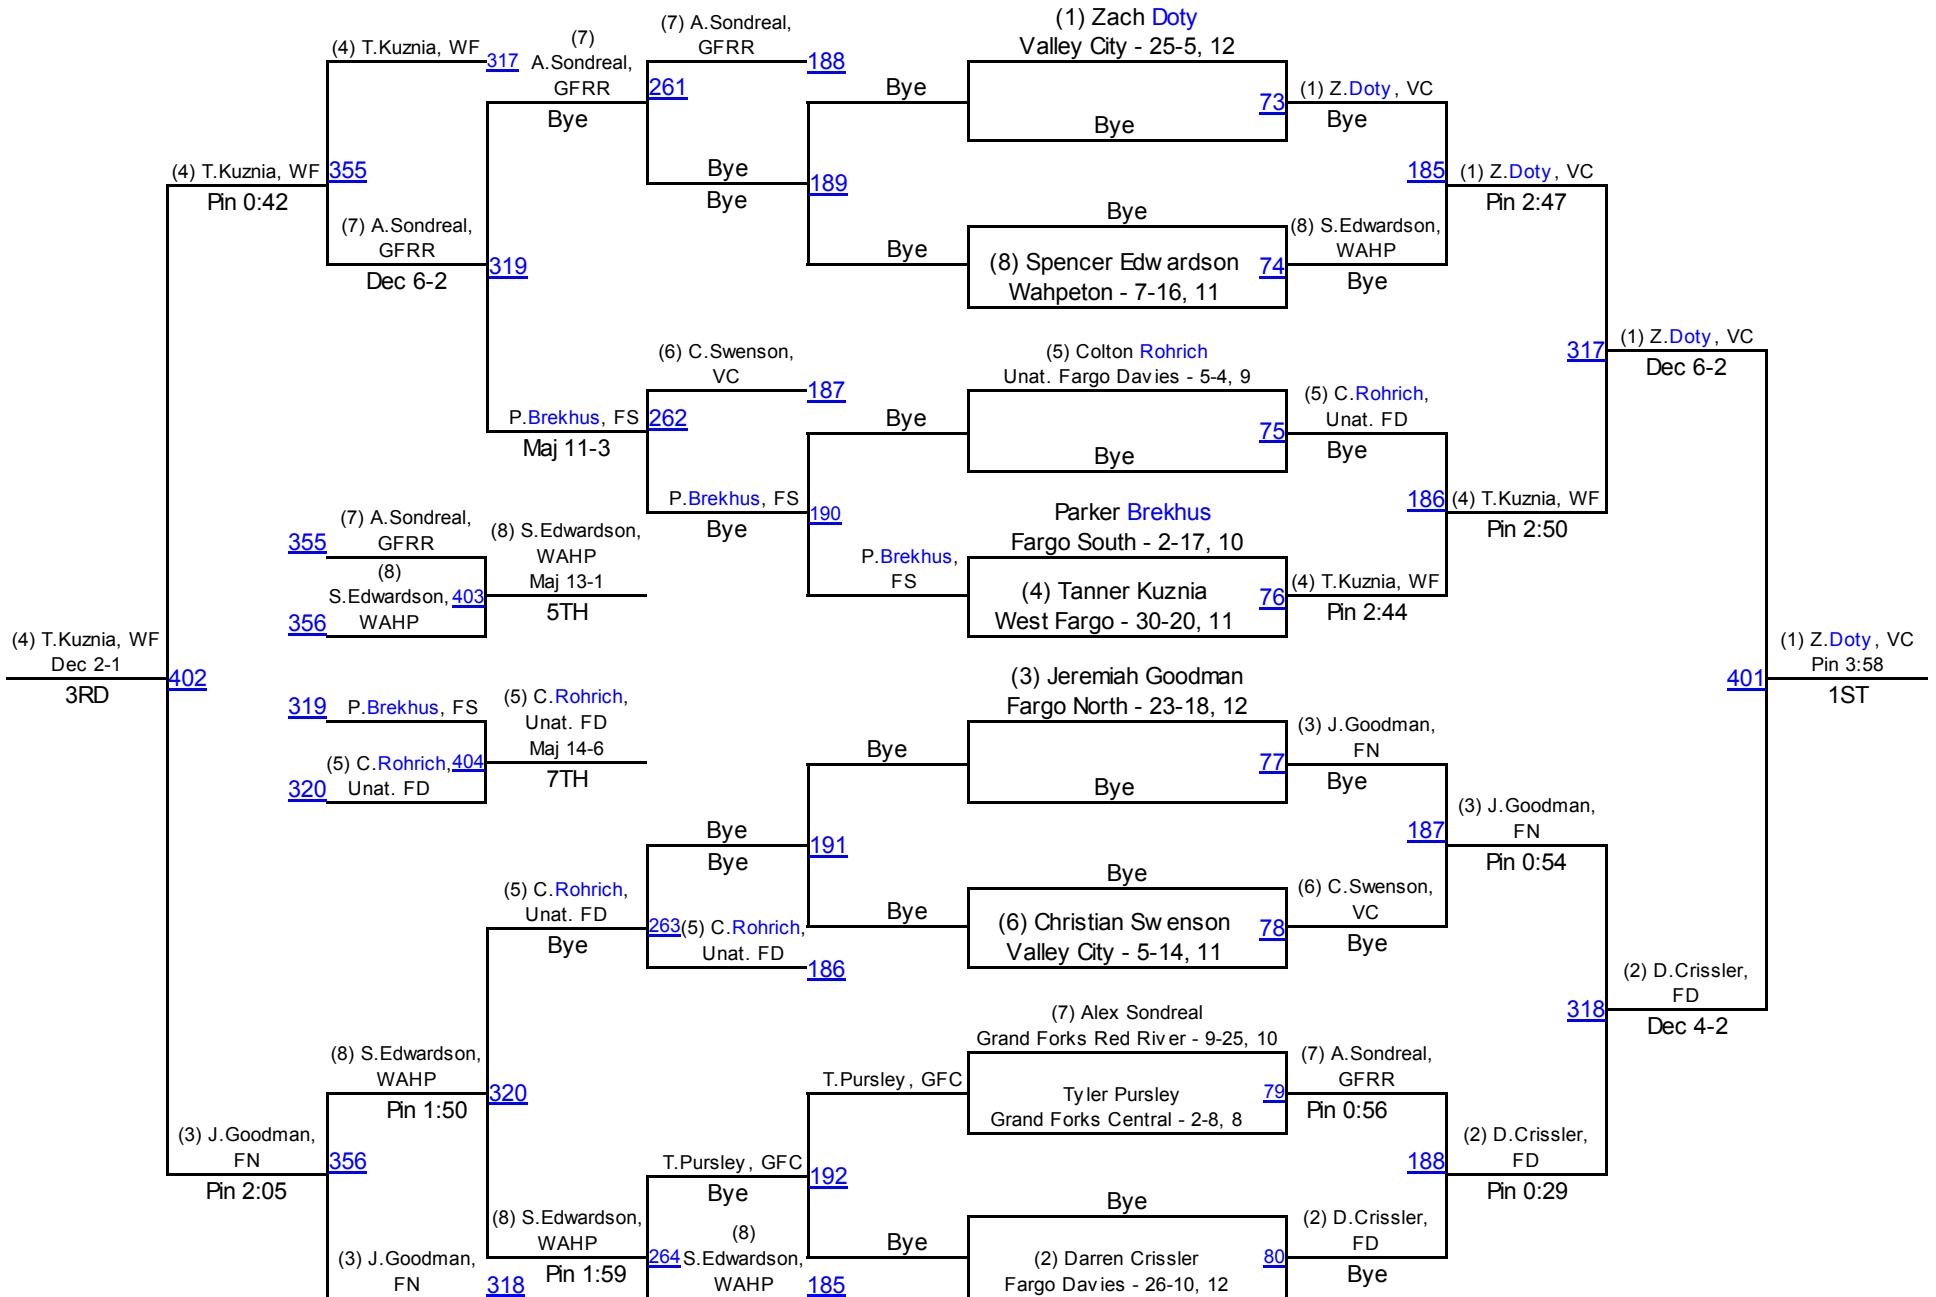 (4) T.Kuznia, WF
317
(7)
A.Sondreal,
GFRR
Bye
(7) A.Sondreal,
GFRR
188
261
Bye
Bye
189
(4) T.Kuznia, WF
Pin 0:42
355
(7) A.Sondreal,
GFRR
Dec 6-2
319
(6) C.Swenson,
VC
187
P.Brekhus, FS
Maj 11-3
262
P.Brekhus, FS
Bye
190
Bye
Bye
Bye
P.Brekhus,
FS
(1) Zach Doty
Valley City - 25-5, 12
Bye
73
Bye
(8) Spencer Edwardson
Wahpeton - 7-16, 11
74
(5) Colton Rohrich
Unat. Fargo Davies - 5-4, 9
Bye
75
Parker Brekhus
Fargo South - 2-17, 10
(4) Tanner Kuznia
West Fargo - 30-20, 11
76
(1) Z.Doty, VC
Bye
185
(8) S.Edwardson,
WAHP
Bye
(1) Z.Doty, VC
Pin 2:47
(5) C.Rohrich,
Unat. FD
Bye
186
(4) T.Kuznia, WF
Pin 2:44
(4) T.Kuznia, WF
Pin 2:50
317
(1) Z.Doty, VC
Dec 6-2
355
(7) A.Sondreal,
GFRR
(8)
S.Edwardson,
WAHP
356
403
(8) S.Edwardson,
WAHP
Maj 13-1
5TH
(4) T.Kuznia, WF
Dec 2-1
3RD
402
319
P.Brekhus, FS
(5) C.Rohrich,
Unat. FD
320
404
(5) C.Rohrich,
Unat. FD
Maj 14-6
7TH
401
(1) Z.Doty, VC
Pin 3:58
1ST
Bye
Bye
191
(5) C.Rohrich,
Unat. FD
Bye
263
(5) C.Rohrich,
Unat. FD
186
Bye
Bye
(3) Jeremiah Goodman
Fargo North - 23-18, 12
Bye
77
Bye
(6) Christian Swenson
Valley City - 5-14, 11
78
(3) J.Goodman,
FN
Bye
187
(6) C.Swenson,
VC
Bye
(3) J.Goodman,
FN
Pin 0:54
318
(2) D.Crissler,
FD
Dec 4-2
(8) S.Edwardson,
WAHP
Pin 1:50
320
(3) J.Goodman,
FN
Pin 2:05
356
(3) J.Goodman,
FN
318
(8) S.Edwardson,
WAHP
Pin 1:59
264
T.Pursley, GFC
Bye
192
(8)
S.Edwardson,
WAHP
185
T.Pursley, GFC
Bye
(7) Alex Sondreal
Grand Forks Red River - 9-25, 10
Tyler Pursley
Grand Forks Central - 2-8, 8
79
Bye
(2) Darren Crissler
Fargo Davies - 26-10, 12
80
(7) A.Sondreal,
GFRR
Pin 0:56
188
(2) D.Crissler,
FD
Bye
(2) D.Crissler,
FD
Pin 0:29